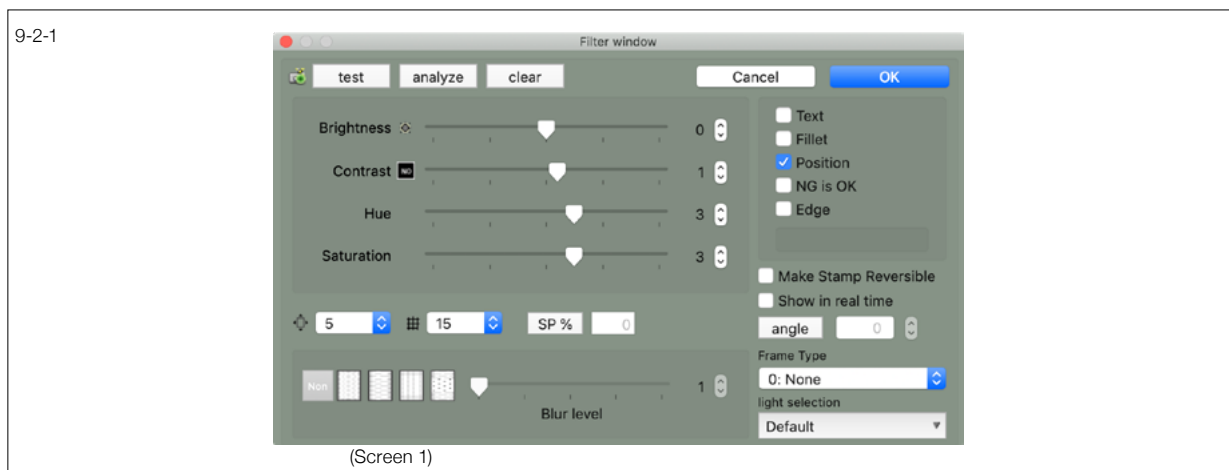 9-2-1
Filter window
test analyze clear Cancel OK
Brightness 0
Contrast NO 1
Hue 3
Saturation 3
Text
Fillet
Position
NG is OK
Edge
Make Stamp Reversible
Show in real time
5 15 SP % 0
angle 0
Frame Type
0: None
Non 1
Blur level
light selection
Default
(Screen 1)